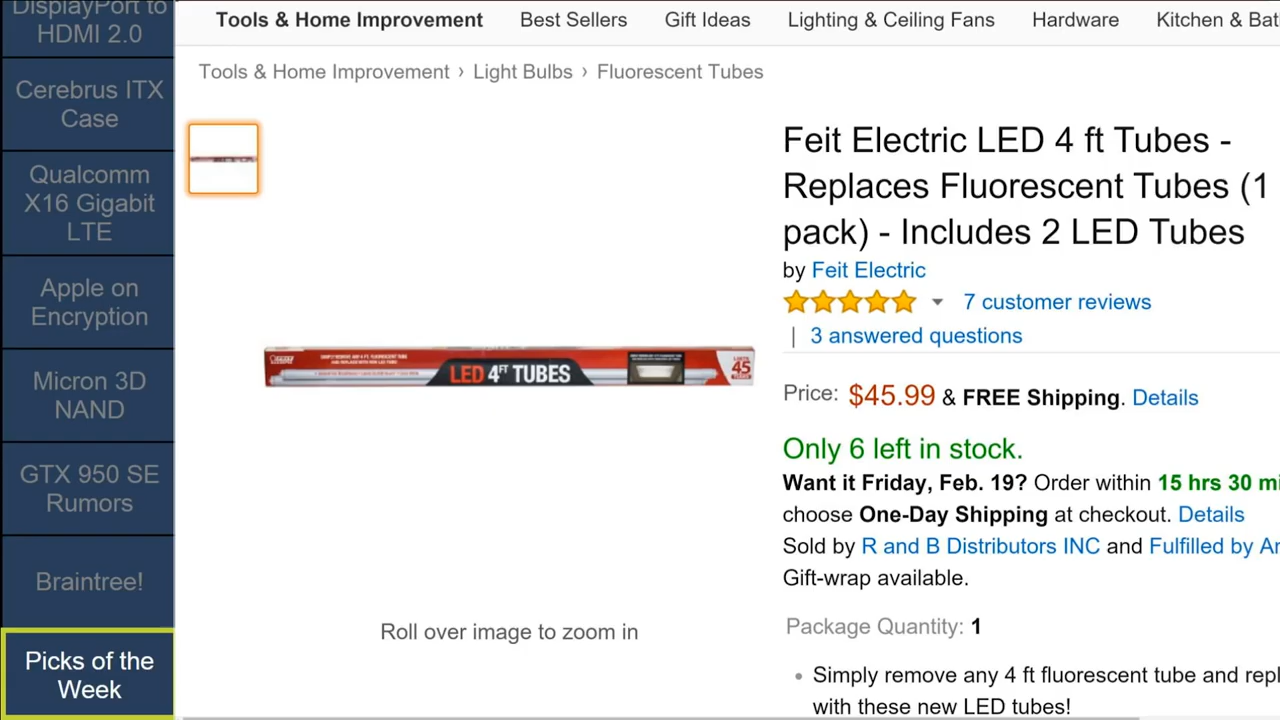 DisplayPort to
HDMI 2.0
Cerebrus ITX
Case
Qualcomm
X16 Gigabit
LTE
Apple on
Encryption
Micron 3D
NAND
GTX 950 SE
Rumors
Braintree!
Picks of the
Week
Tools & Home Improvement Best Sellers Gift Ideas Lighting & Ceiling Fans Hardware Kitchen & Bat
Tools & Home Improvement › Light Bulbs › Fluorescent Tubes
LED 4FT TUBES
45
Roll over image to zoom in
Feit Electric LED 4 ft Tubes -
Replaces Fluorescent Tubes (1
pack) - Includes 2 LED Tubes
by Feit Electric
7 customer reviews
| 3 answered questions
Price: $45.99 & FREE Shipping. Details
Only 6 left in stock.
Want it Friday, Feb. 19? Order within 15 hrs 30 mi
choose One-Day Shipping at checkout. Details
Sold by R and B Distributors INC and Fulfilled by Ar
Gift-wrap available.
Package Quantity: 1
• Simply remove any 4 ft fluorescent tube and repl
with these new LED tubes!